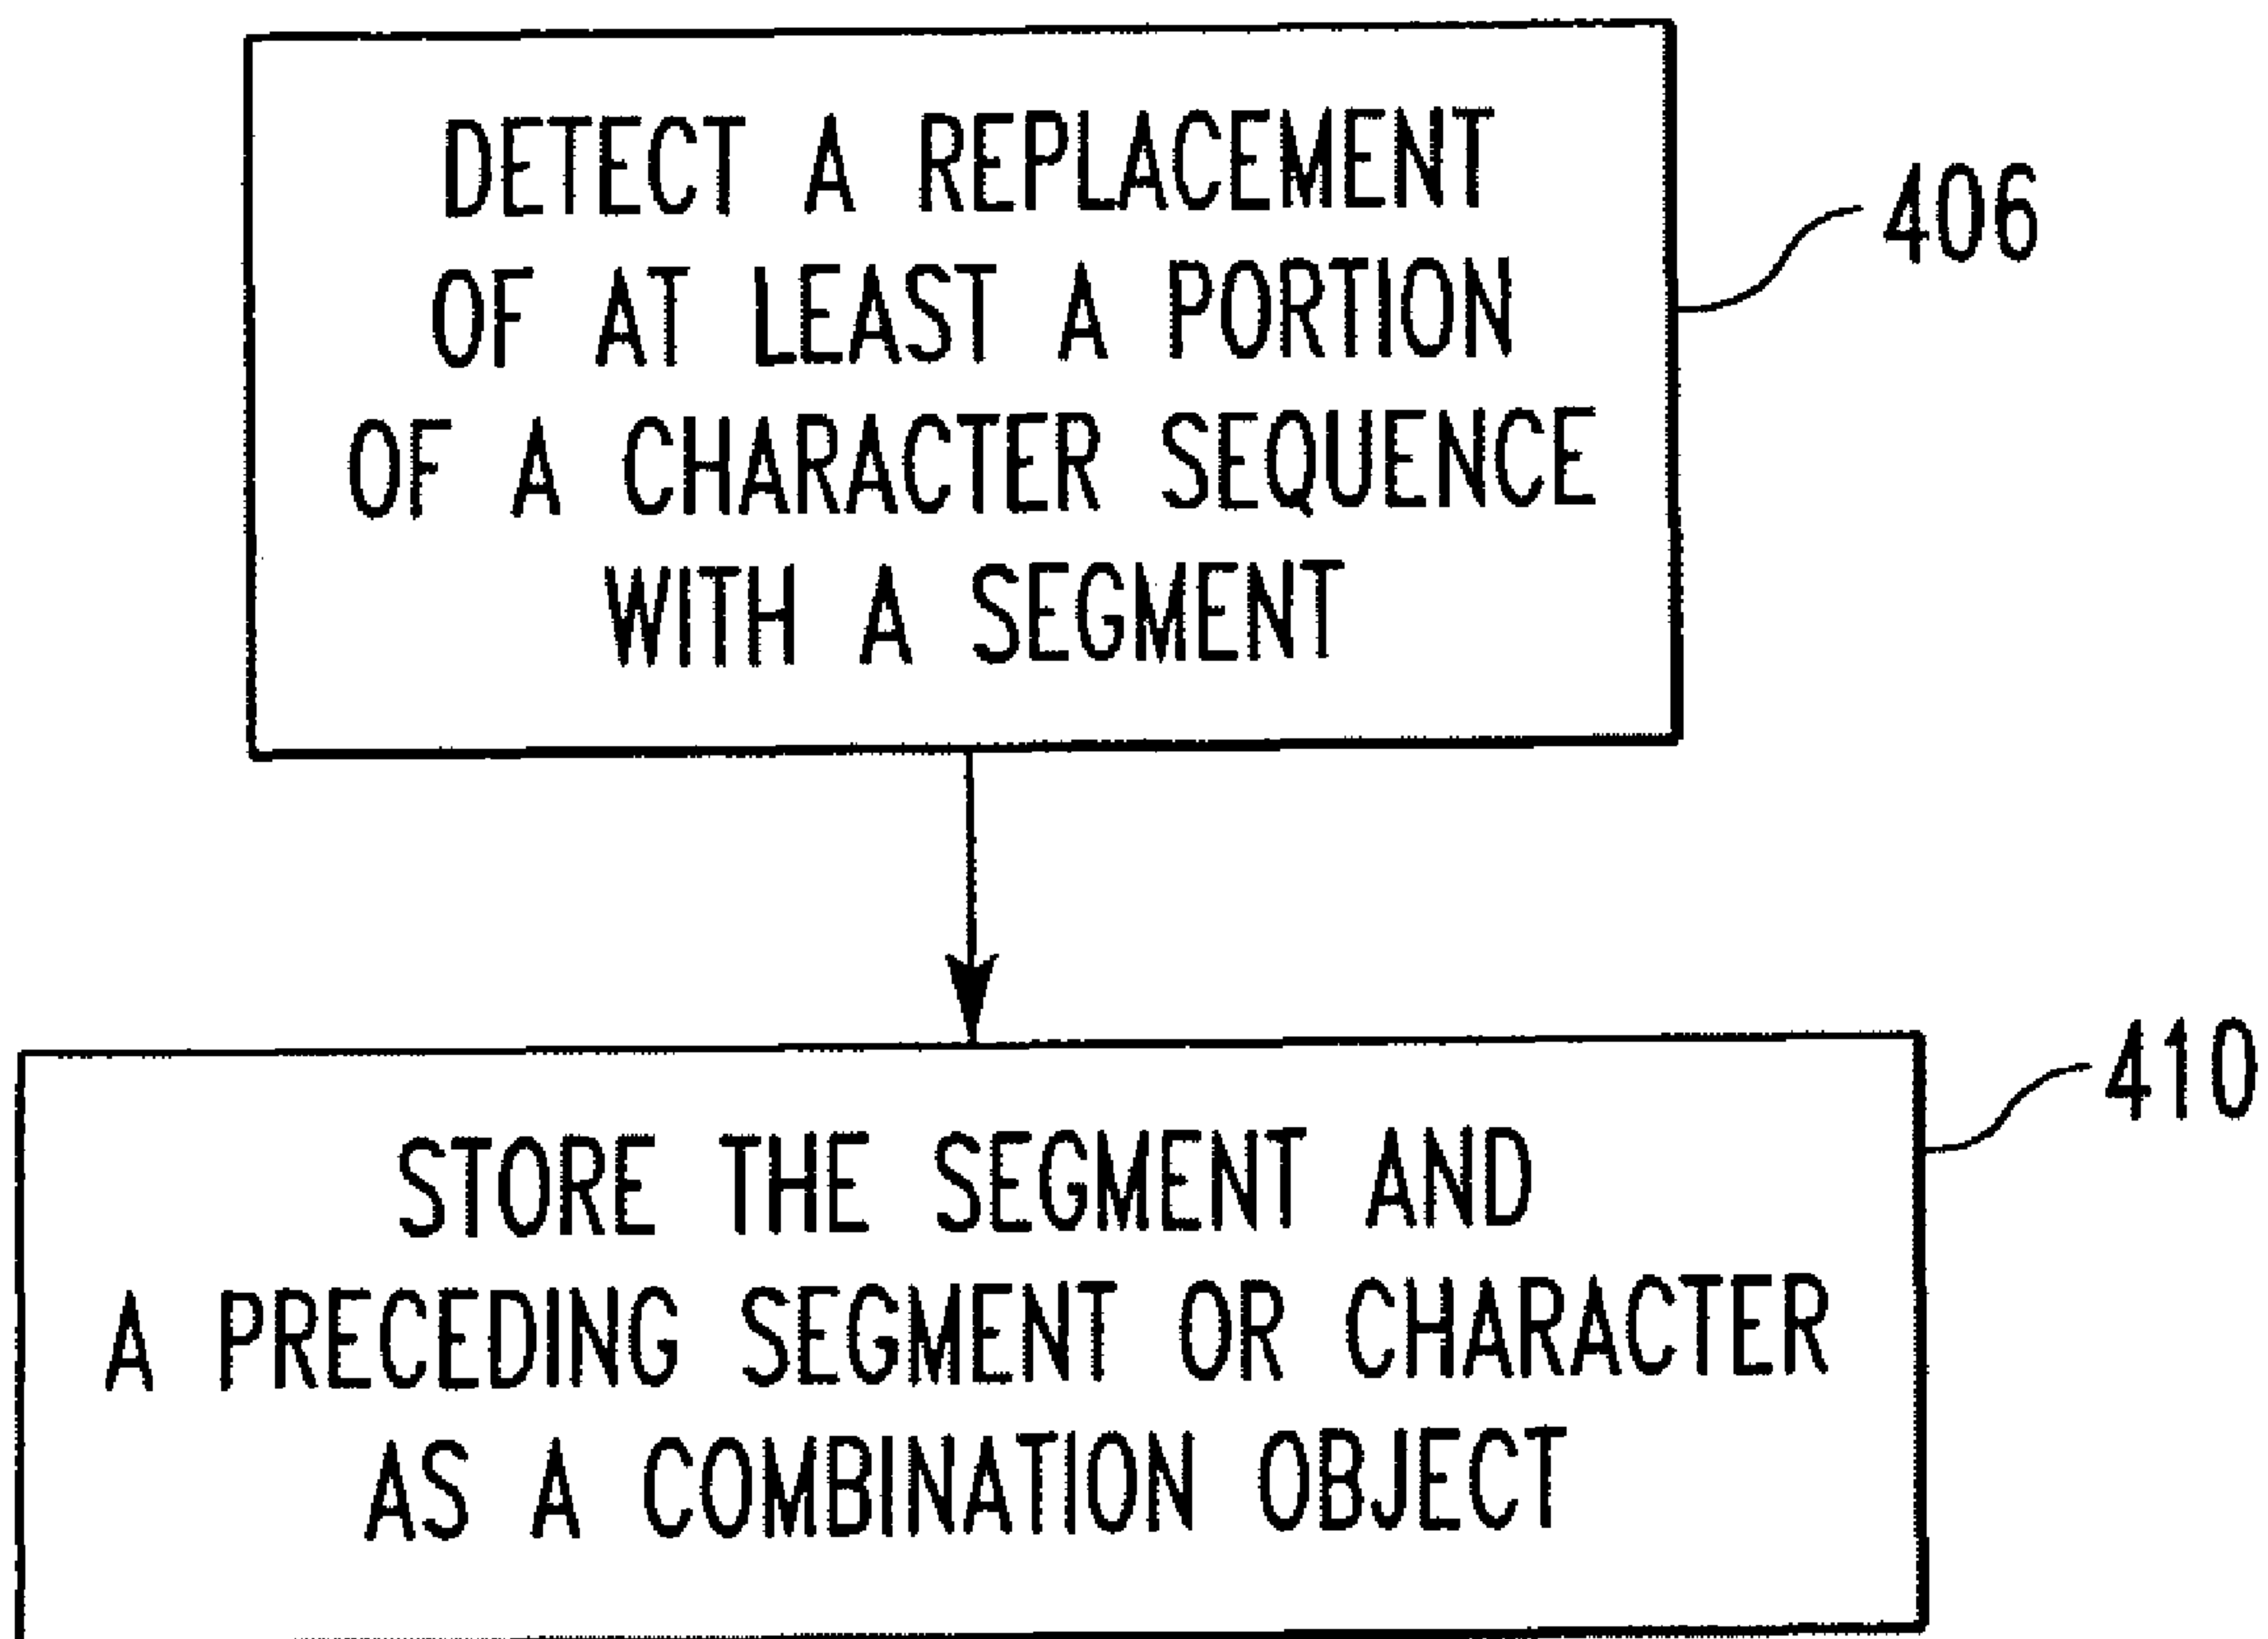 DETECT A REPLACEMENT
OF AT LEAST A PORTION
OF A CHARACTER SEQUENCE
WITH A SEGMENT
406
STORE THE SEGMENT AND
A PRECEDING SEGMENT OR CHARACTER
AS A COMBINATION OBJECT
410